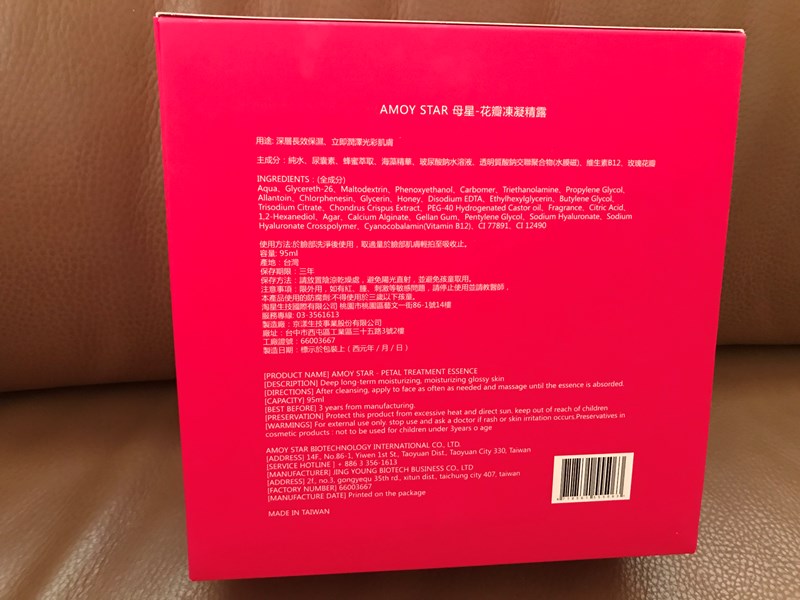 AMOY STAR 母星-花瓣凍凝精露
用途: 深層長效保濕、立即潤澤光彩肌膚
主成分：純水、尿囊素、蜂蜜萃取、海藻精華、玻尿酸鈉水溶液、透明質酸鈉交聯聚合物(水膜磁)、維生素B12、玫瑰花瓣
INGREDIENTS：(全成分)
Aqua, Glycereth-26, Maltodextrin, Phenoxyethanol, Carbomer, Triethanolamine, Propylene Glycol,
Allantoin, Chlorphenesin, Glycerin, Honey, Disodium EDTA, Ethylhexylglycerin, Butylene Glycol,
Trisodium Citrate, Chondrus Crispus Extract, PEG-40 Hydrogenated Castor oil, Fragrance, Citric Acid,
1,2-Hexanediol, Agar, Calcium Alginate, Gellan Gum, Pentylene Glycol, Sodium Hyaluronate, Sodium
Hyaluronate Crosspolymer, Cyanocobalamin(Vitamin B12), CI 77891, CI 12490
使用方法:於臉部洗淨後使用，取適量於臉部肌膚輕拍至吸收止。
容量: 95ml
產地：台灣
保存期限：三年
保存方法：請放置陰涼乾燥處，避免陽光直射，並避免孩童取用。
注意事項：限外用，如有紅、腫、刺激等敏感問題，請停止使用並請教醫師，
本產品使用的防腐劑:不得使用於三歲以下孩童。
海星生技國際有限公司 桃園市桃園區藝文一街86-1號14樓
服務專線: 03-3561613
製造廠：京漾生技事業股份有限公司
廠址：台中市西屯區工業區三十五路3號2樓
工廠證號：66003667
製造日期：標示於包裝上（西元年 / 月 / 日）
[PRODUCT NAME] AMOY STAR - PETAL TREATMENT ESSENCE
[DESCRIPTION] Deep long-term moisturizing, moisturizing glossy skin
[DIRECTIONS] After cleansing, apply to face as often as needed and massage until the essence is absorbed.
[CAPACITY] 95ml
[BEST BEFORE] 3 years from manufacturing.
[PRESERVATION] Protect this product from excessive heat and direct sun. keep out of reach of children
[WARMINGS] For external use only. stop use and ask a doctor if rash or skin irritation occurs.Preservatives in
cosmetic products : not to be used for children under 3years o age
AMOY STAR BIOTECHNOLOGY INTERNATIONAL CO., LTD.
[ADDRESS] 14F., No.86-1, Yiwen 1st St., Taoyuan Dist., Taoyuan City 330, Taiwan
[SERVICE HOTLINE] + 886 3 356-1613
[MANUFACTURER] JING YOUNG BIOTECH BUSINESS CO., LTD
[ADDRESS] 2f, no.3, gongyequ 35th rd., xitun dist., taichung city 407, taiwan
[FACTORY NUMBER] 66003667
[MANUFACTURE DATE] Printed on the package
MADE IN TAIWAN